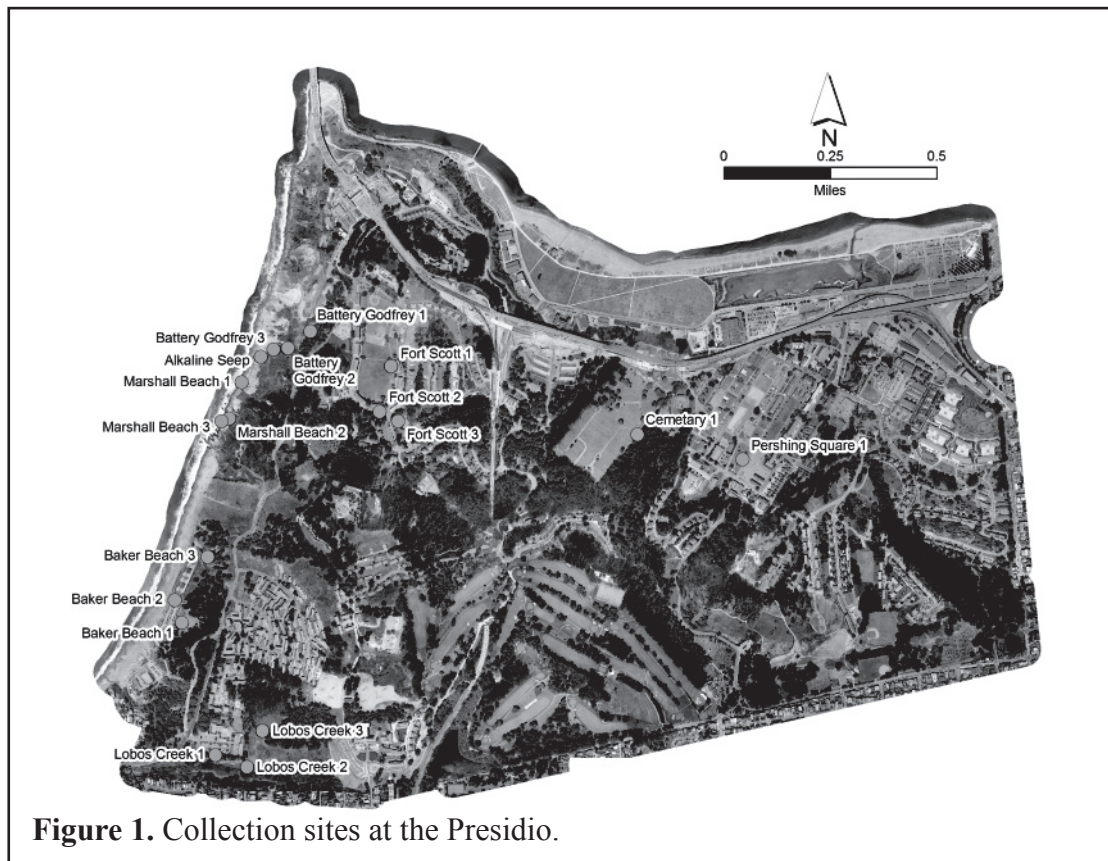 N
0 0.25 0.5
Miles
Battery Godfrey 1
Battery Godfrey 3
Alkaline Seep
Battery
Godfrey 2
Fort Scott 1
Marshall Beach 1
Fort Scott 2
Marshall Beach 3
Marshall Beach 2
Fort Scott 3
Cemetary 1
Pershing Square 1
Baker Beach 3
Baker Beach 2
Baker Beach 1
Lobos Creek 3
Lobos Creek 1
Lobos Creek 2
Figure 1. Collection sites at the Presidio.